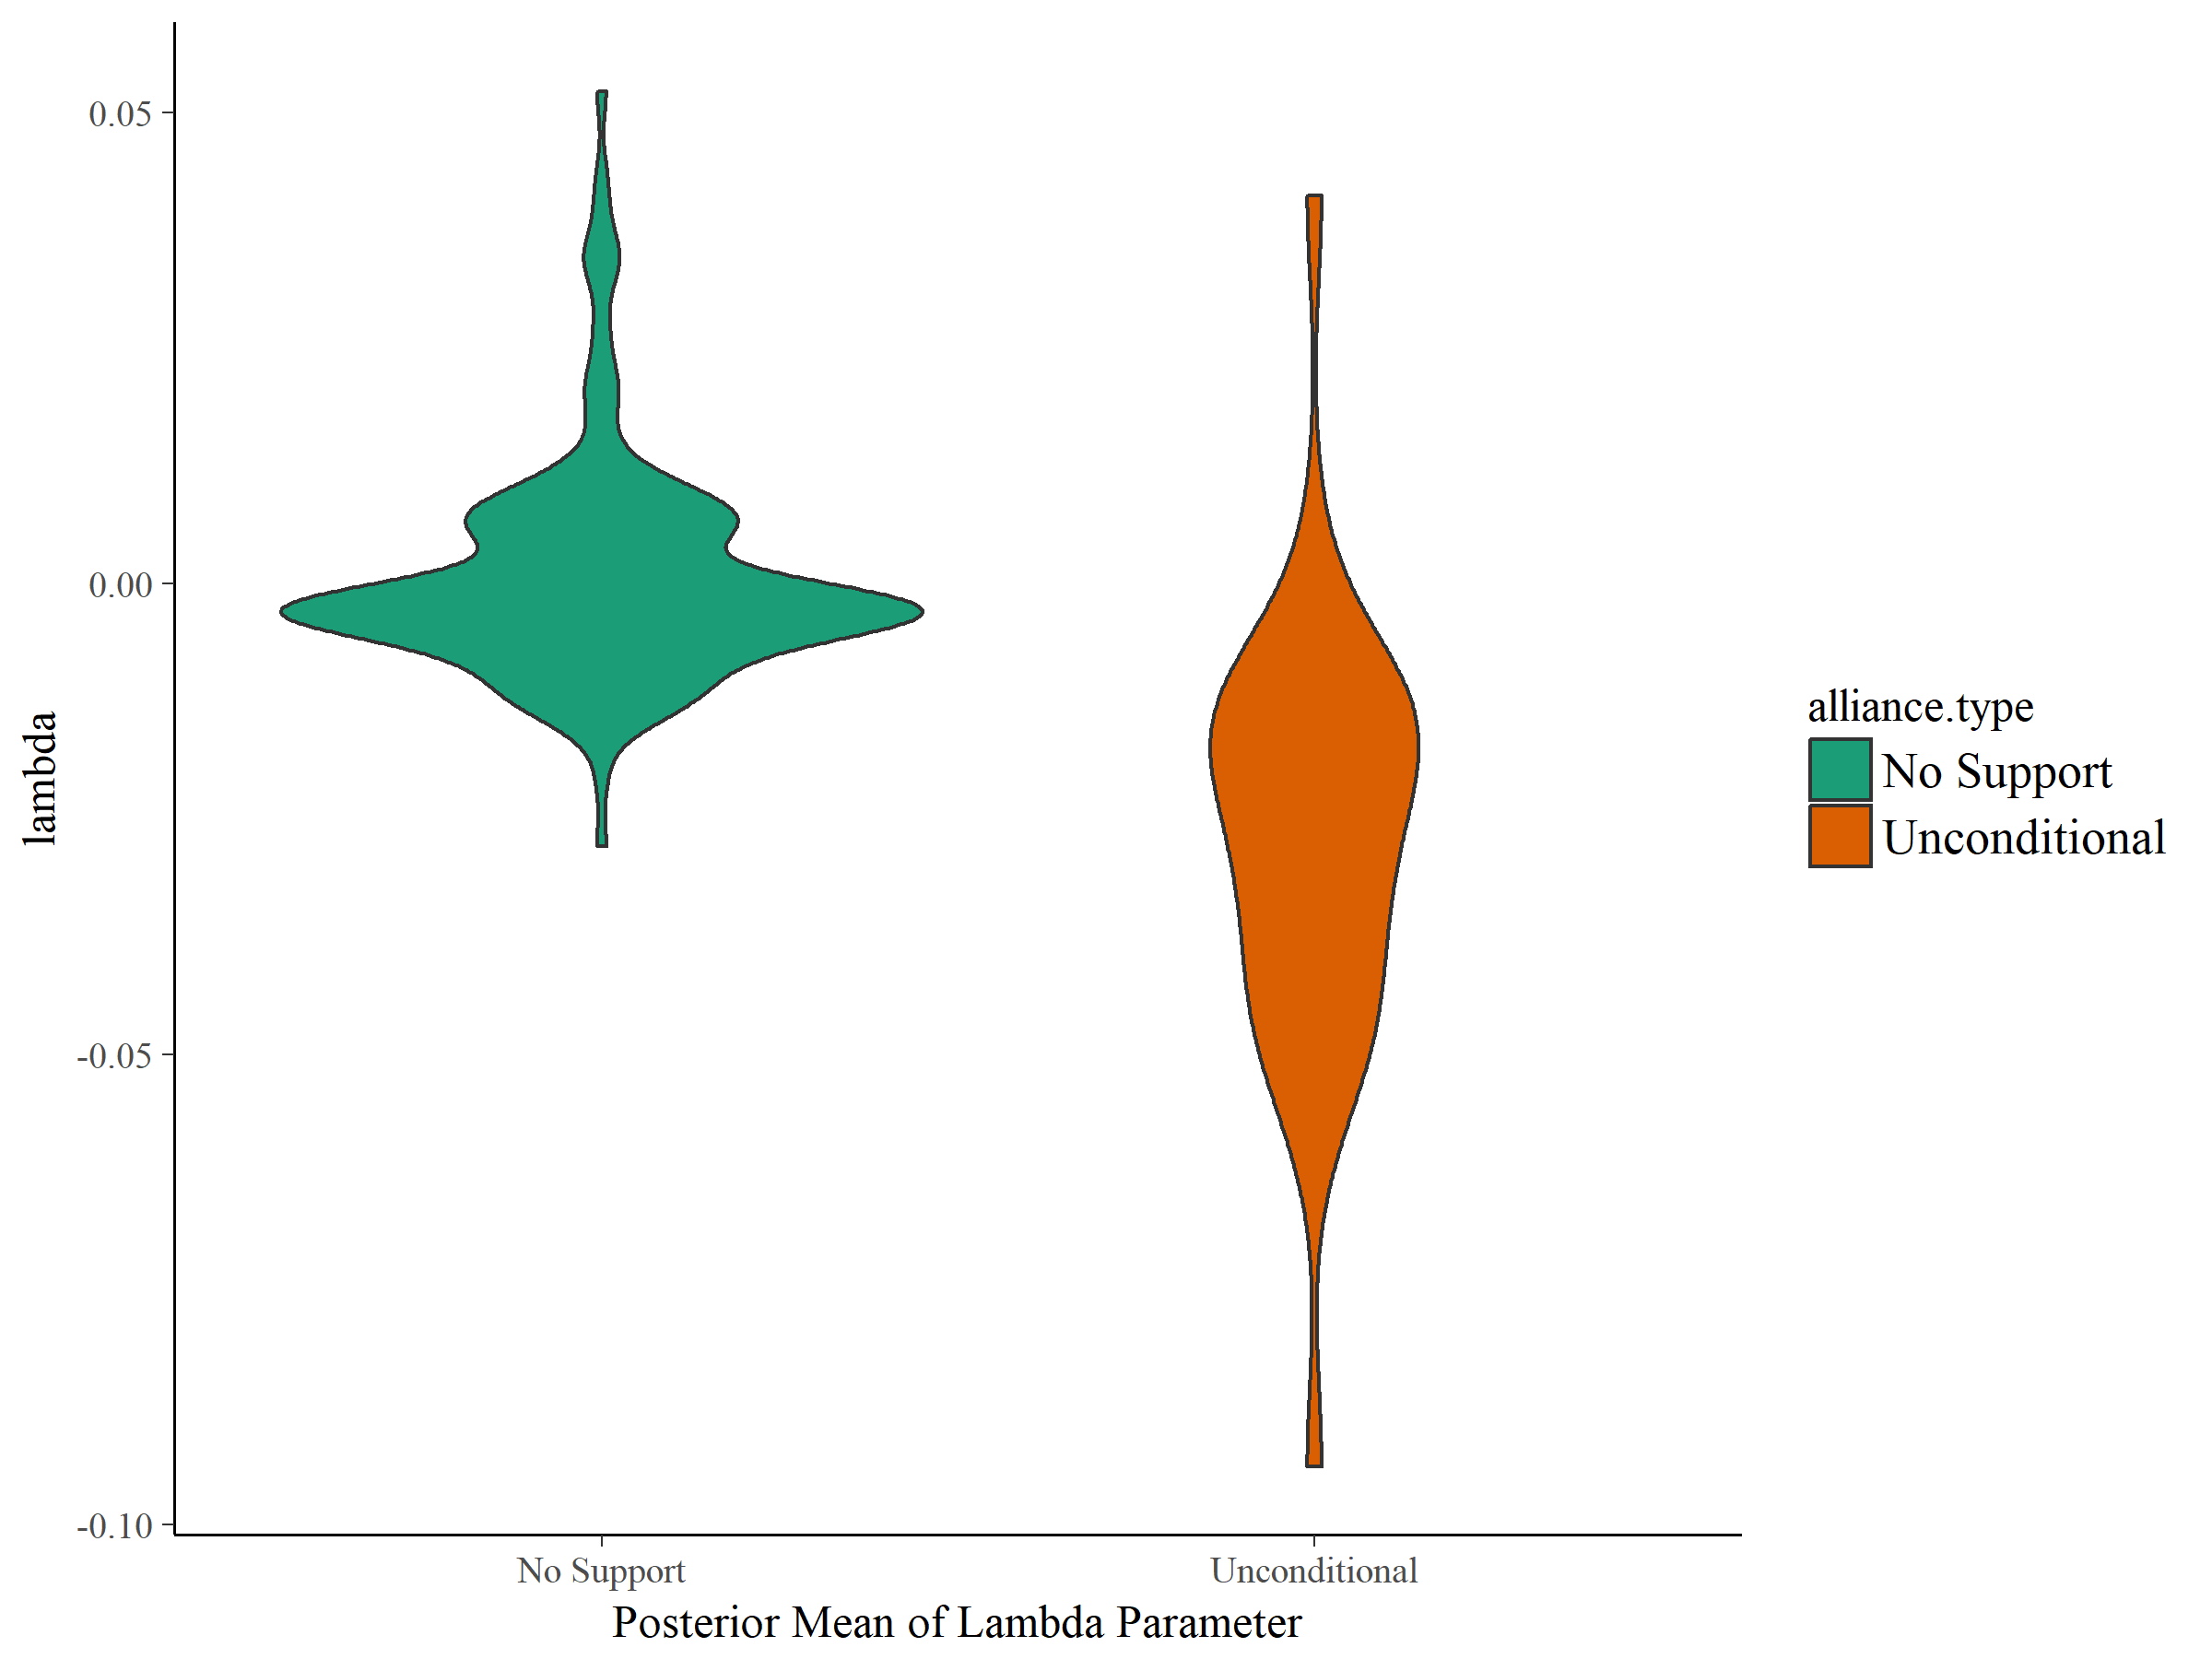 lambda
0.05
0.00
-0.05
-0.10
No Support
Unconditional
Posterior Mean of Lambda Parameter
alliance.type
No Support
Unconditional